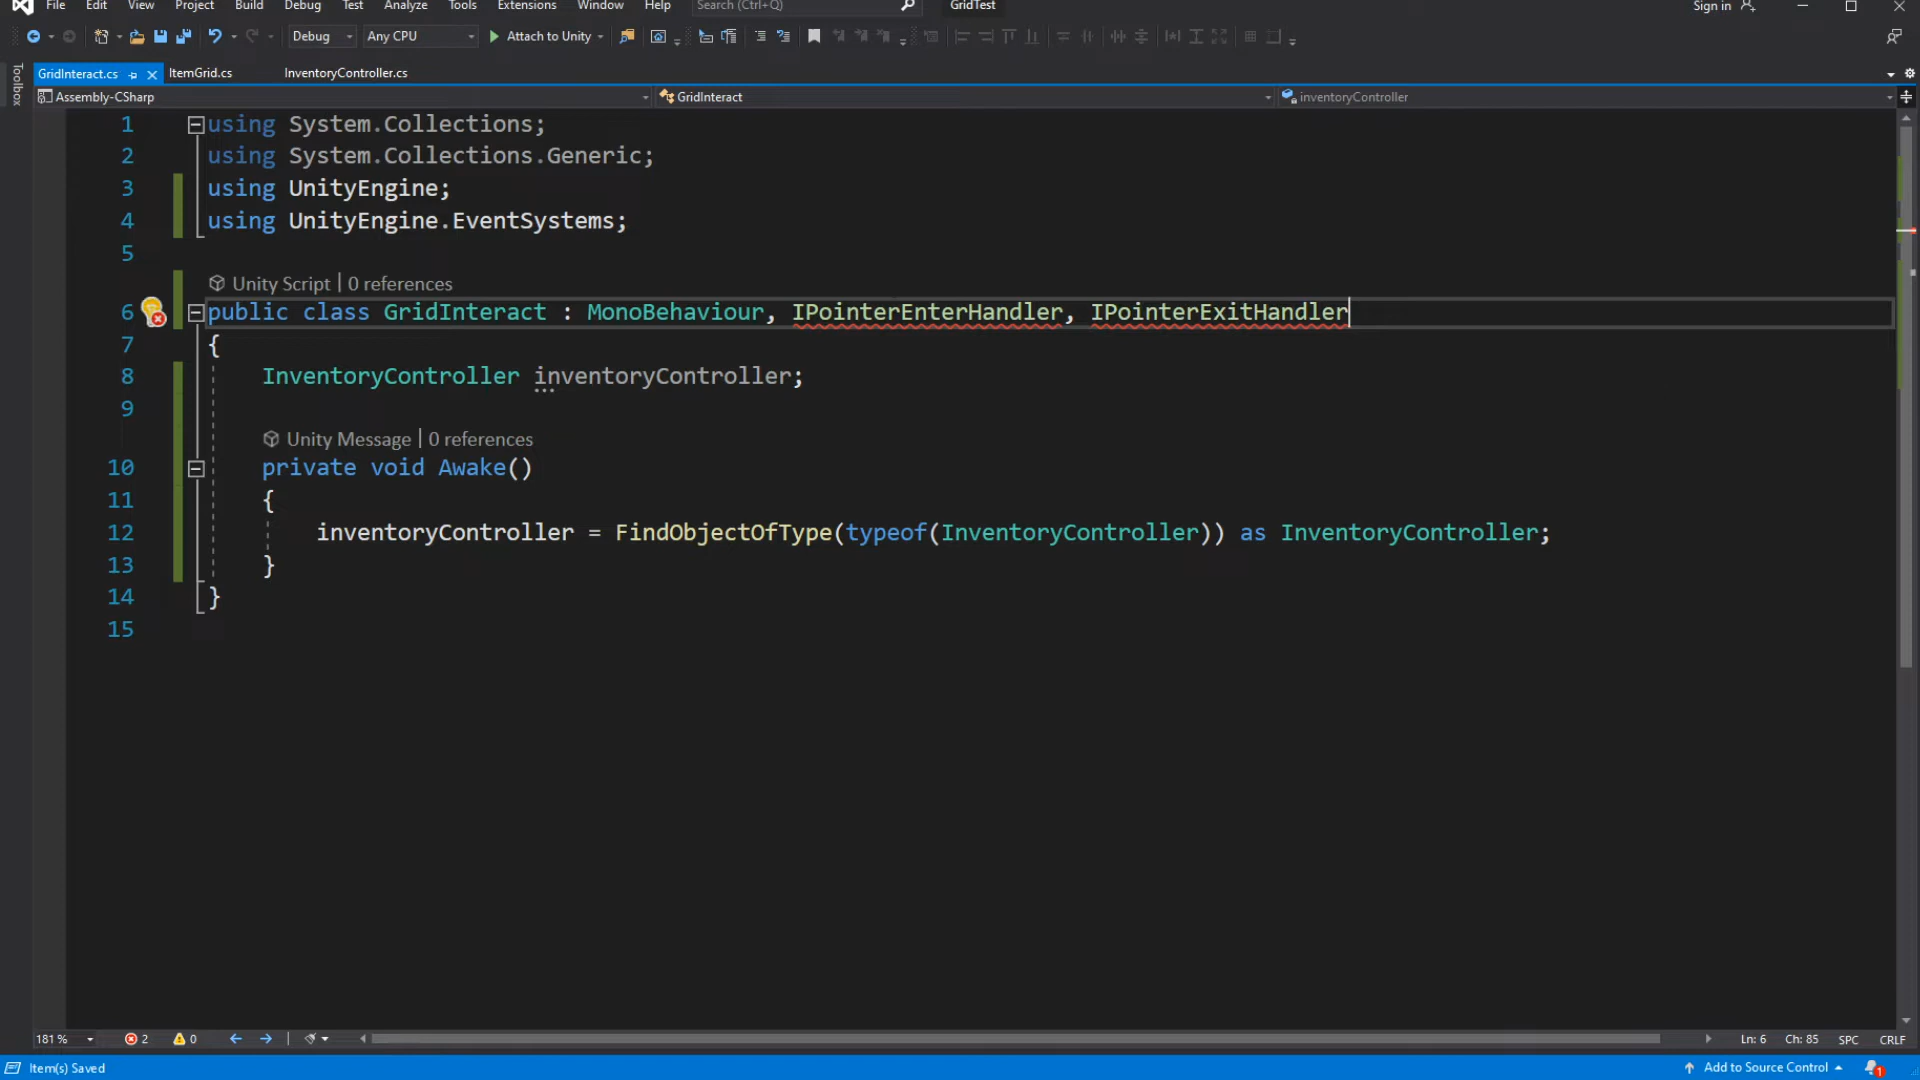 File Edit View Project Build Debug Test Analyze Tools Extensions Window Help Search (Ctrl+Q) GridTest Sign in
Debug Any CPU Attach to Unity
Toolbox
GridInteract.cs ItemGrid.cs InventoryController.cs
Assembly-CSharp GridInteract inventoryController
1 using System.Collections;
2 using System.Collections.Generic;
3 using UnityEngine;
4 using UnityEngine.EventSystems;
5
Unity Script | 0 references
6 public class GridInteract : MonoBehaviour, IPointerEnterHandler, IPointerExitHandler
7 {
8 InventoryController inventoryController;
9
Unity Message | 0 references
10 private void Awake()
11 {
12 inventoryController = FindObjectOfType(typeof(InventoryController)) as InventoryController;
13 }
14 }
15
181 % 2 0 Ln: 6 Ch: 85 SPC CRLF
Item(s) Saved Add to Source Control 1